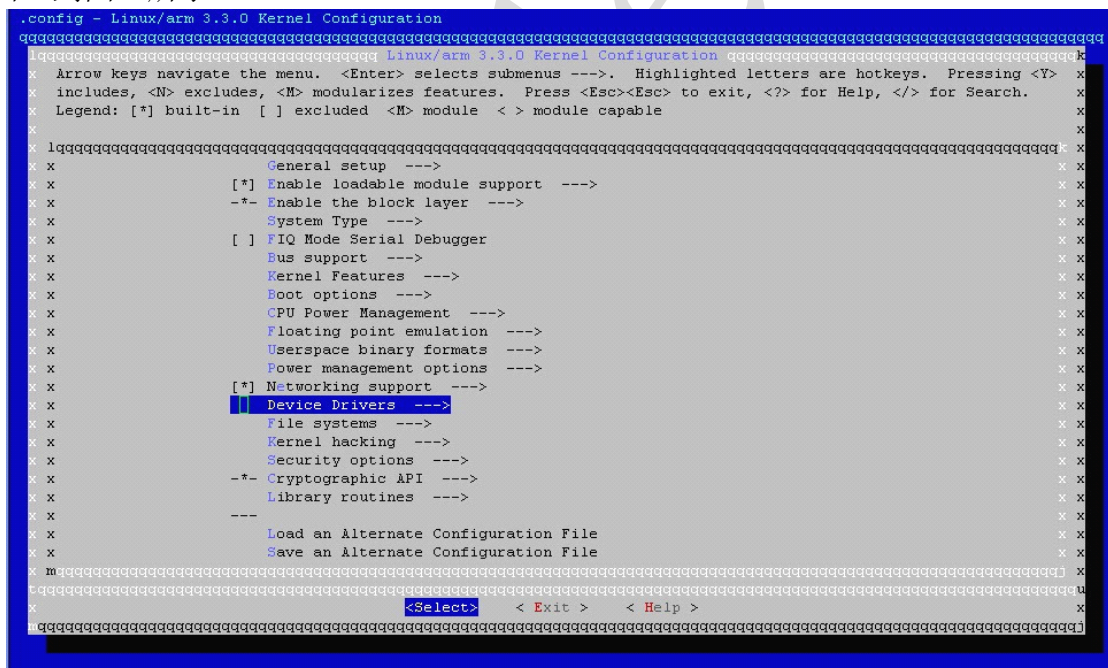 .config - Linux/arm 3.3.0 Kernel Configuration
Linux/arm 3.3.0 Kernel Configuration
Arrow keys navigate the menu. <Enter> selects submenus --->. Highlighted letters are hotkeys. Pressing <Y>
includes, <N> excludes, <M> modularizes features. Press <Esc><Esc> to exit, <?> for Help, </> for Search.
Legend: [*] built-in [ ] excluded <M> module < > module capable
General setup --->
[*] Enable loadable module support --->
-*- Enable the block layer --->
System Type --->
[ ] FIQ Mode Serial Debugger
Bus support --->
Kernel Features --->
Boot options --->
CPU Power Management --->
Floating point emulation --->
Userspace binary formats --->
Power management options --->
[*] Networking support --->
Device Drivers --->
File systems --->
Kernel hacking --->
Security options --->
-*- Cryptographic API --->
Library routines --->
---
Load an Alternate Configuration File
Save an Alternate Configuration File
<Select> < Exit > < Help >